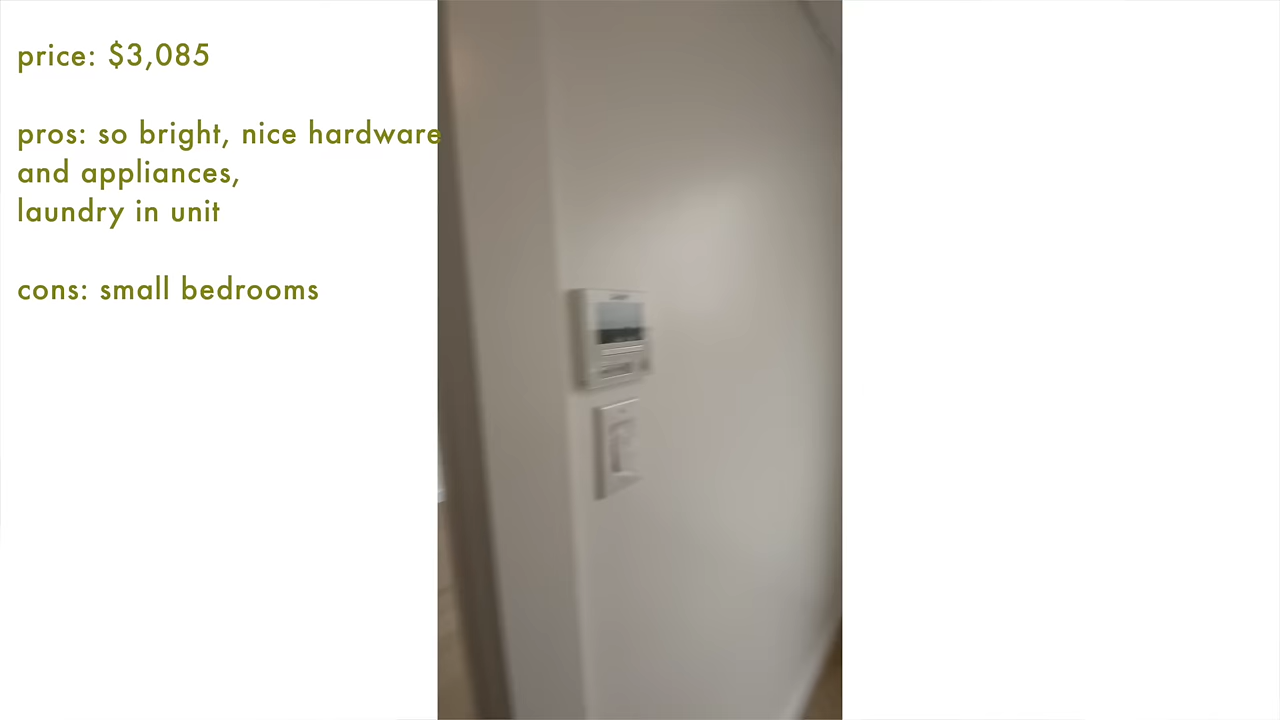 price: $3,085
pros: so bright, nice hardware
and appliances,
laundry in unit
cons: small bedrooms